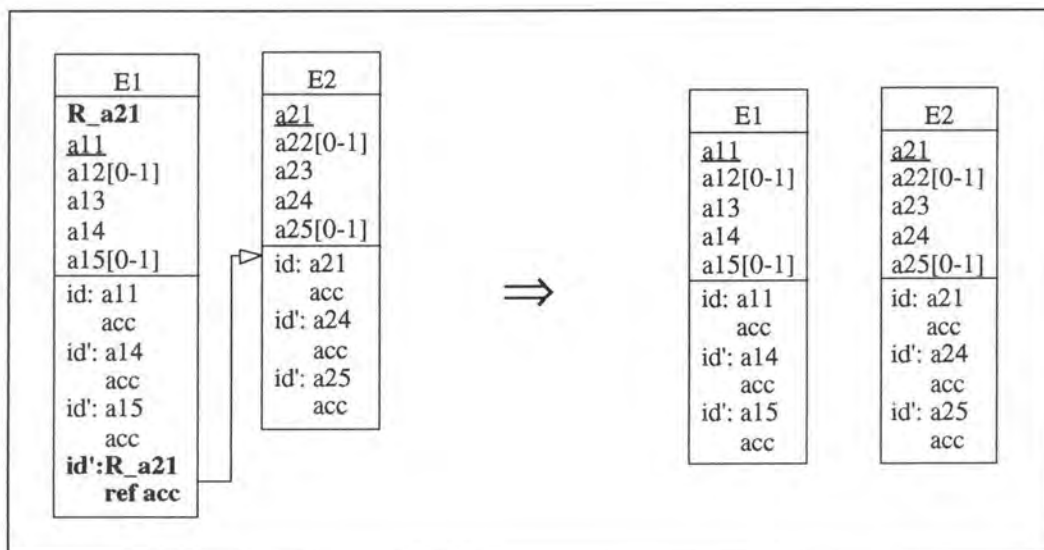 E1
R_a21
a11
a12[0-1]
a13
a14
a15[0-1]
id: a11
acc
id': a14
acc
id': a15
acc
id':R_a21
ref acc
E2
a21
a22[0-1]
a23
a24
a25[0-1]
id: a21
acc
id': a24
acc
id': a25
acc
⇒
E1
a11
a12[0-1]
a13
a14
a15[0-1]
id: a11
acc
id': a14
acc
id': a15
acc
E2
a21
a22[0-1]
a23
a24
a25[0-1]
id: a21
acc
id': a24
acc
id': a25
acc